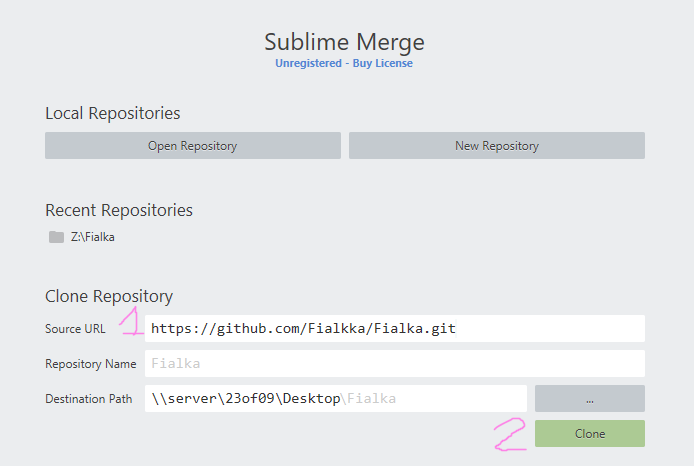 Sublime Merge
Unregistered - Buy License
Local Repositories
Open Repository
New Repository
Recent Repositories
Z:\Fialka
Clone Repository
Source URL 1 https://github.com/Fialkka/Fialka.git
Repository Name Fialka
Destination Path \\server\23of09\Desktop\Fialka ...
2 Clone